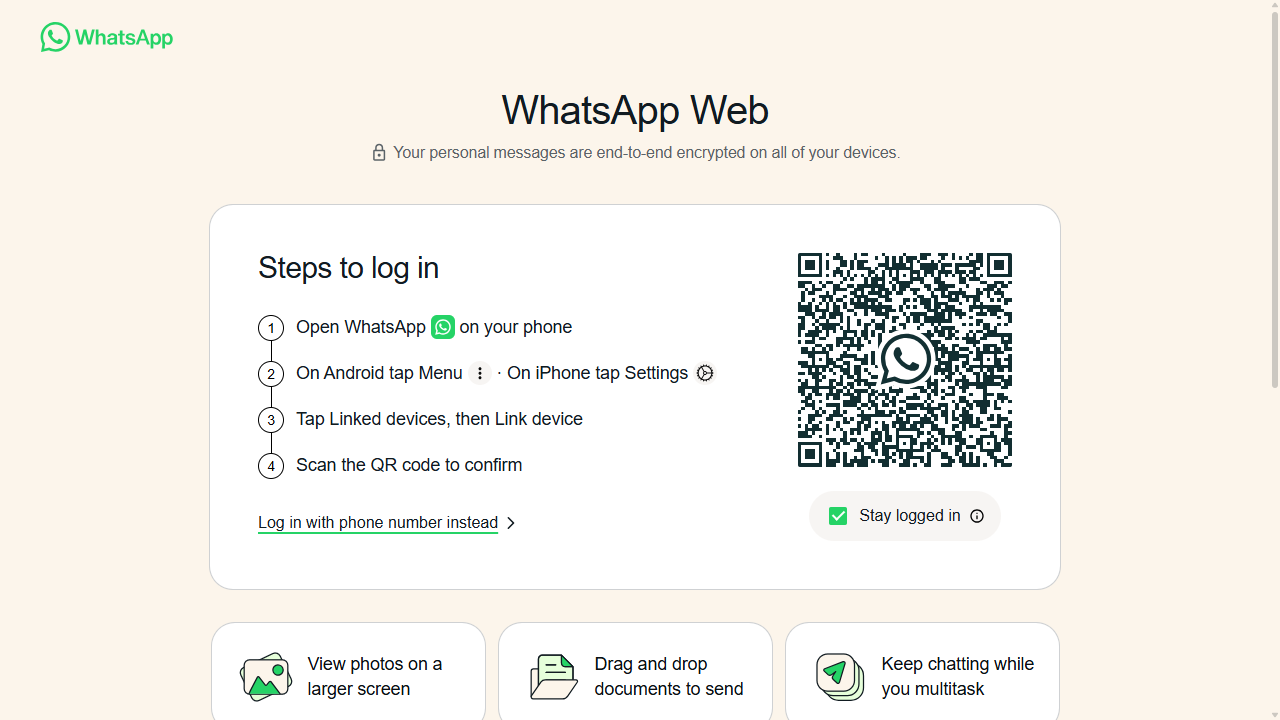 WhatsApp
WhatsApp Web
Your personal messages are end-to-end encrypted on all of your devices.
Steps to log in
1 Open WhatsApp on your phone
2 On Android tap Menu · On iPhone tap Settings
3 Tap Linked devices, then Link device
4 Scan the QR code to confirm
Log in with phone number instead
Stay logged in
View photos on a
larger screen
Drag and drop
documents to send
Keep chatting while
you multitask